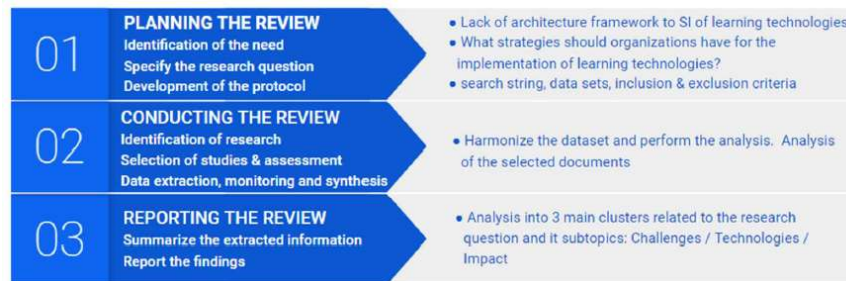 01
PLANNING THE REVIEW
Identification of the need
Specify the research question
Development of the protocol
• Lack of architecture framework to SI of learning technologies
• What strategies should organizations have for the
implementation of learning technologies?
• search string, data sets, inclusion & exclusion criteria
02
CONDUCTING THE REVIEW
Identification of research
Selection of studies & assessment
Data extraction, monitoring and synthesis
• Harmonize the dataset and perform the analysis. Analysis
of the selected documents
03
REPORTING THE REVIEW
Summarize the extracted information
Report the findings
• Analysis into 3 main clusters related to the research
question and it subtopics: Challenges / Technologies /
Impact